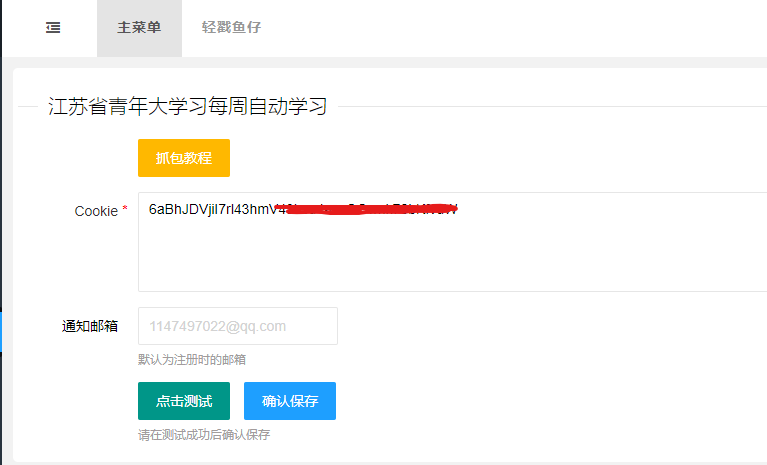 主菜单 轻戳鱼仔
江苏省青年大学习每周自动学习
抓包教程
Cookie * 6aBhJDVjiI7rI43hmV
通知邮箱 1147497022@qq.com
默认为注册时的邮箱
点击测试 确认保存
请在测试成功后确认保存